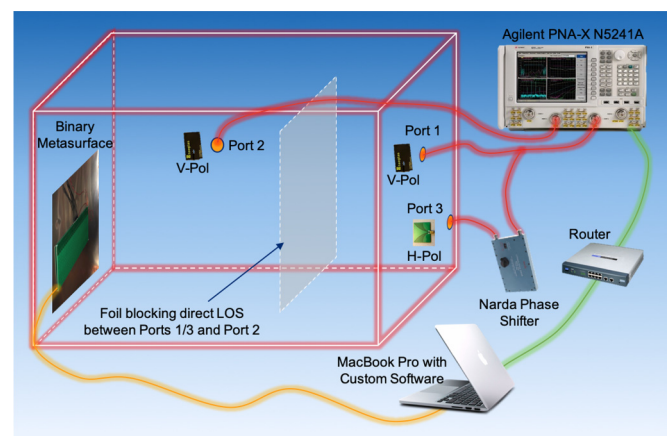 Agilent PNA-X N5241A
Binary
Metasurface
V-Pol
Port 2
Port 1
V-Pol
Port 3
H-Pol
Router
Narda Phase
Shifter
Foil blocking direct LOS
between Ports 1/3 and Port 2
MacBook Pro with
Custom Software